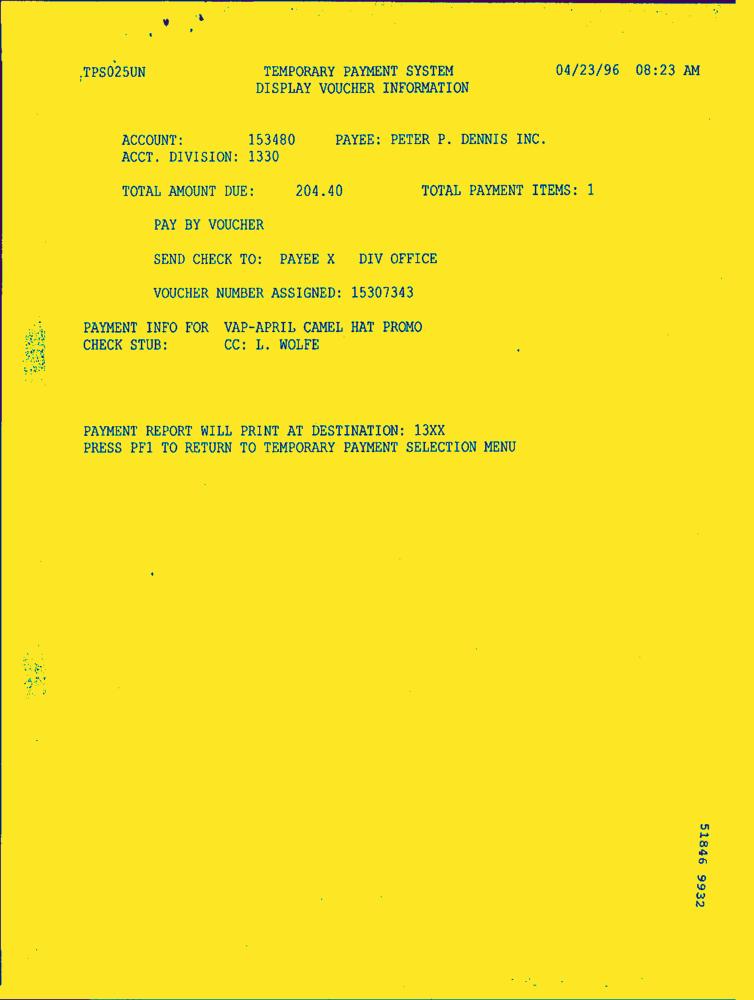 TPS025UN TEMPORARY PAYMENT SYSTEM 04/23/96 08:23 AM
DISPLAY VOUCHER INFORMATION
ACCOUNT: 153480 PAYEE: PETER P. DENNIS INC.
ACCT. DIVISION: 1330
TOTAL AMOUNT DUE: 204.40 TOTAL PAYMENT ITEMS: 1
PAY BY VOUCHER
SEND CHECK TO: PAYEE X DIV OFFICE
VOUCHER NUMBER ASSIGNED: 15307343
PAYMENT INFO FOR VAP-APRIL CAMEL HAT PROMO
CHECK STUB: CC: L. WOLFE
PAYMENT REPORT WILL PRINT AT DESTINATION: 13XX
PRESS PF1 TO RETURN TO TEMPORARY PAYMENT SELECTION MENU
51846 9932